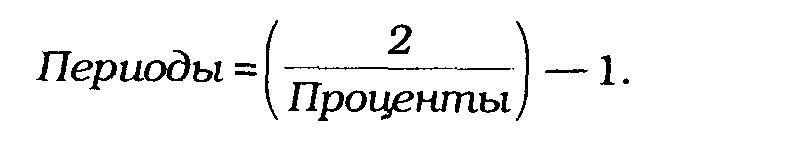 Периоды = (2 / Проценты) — 1.